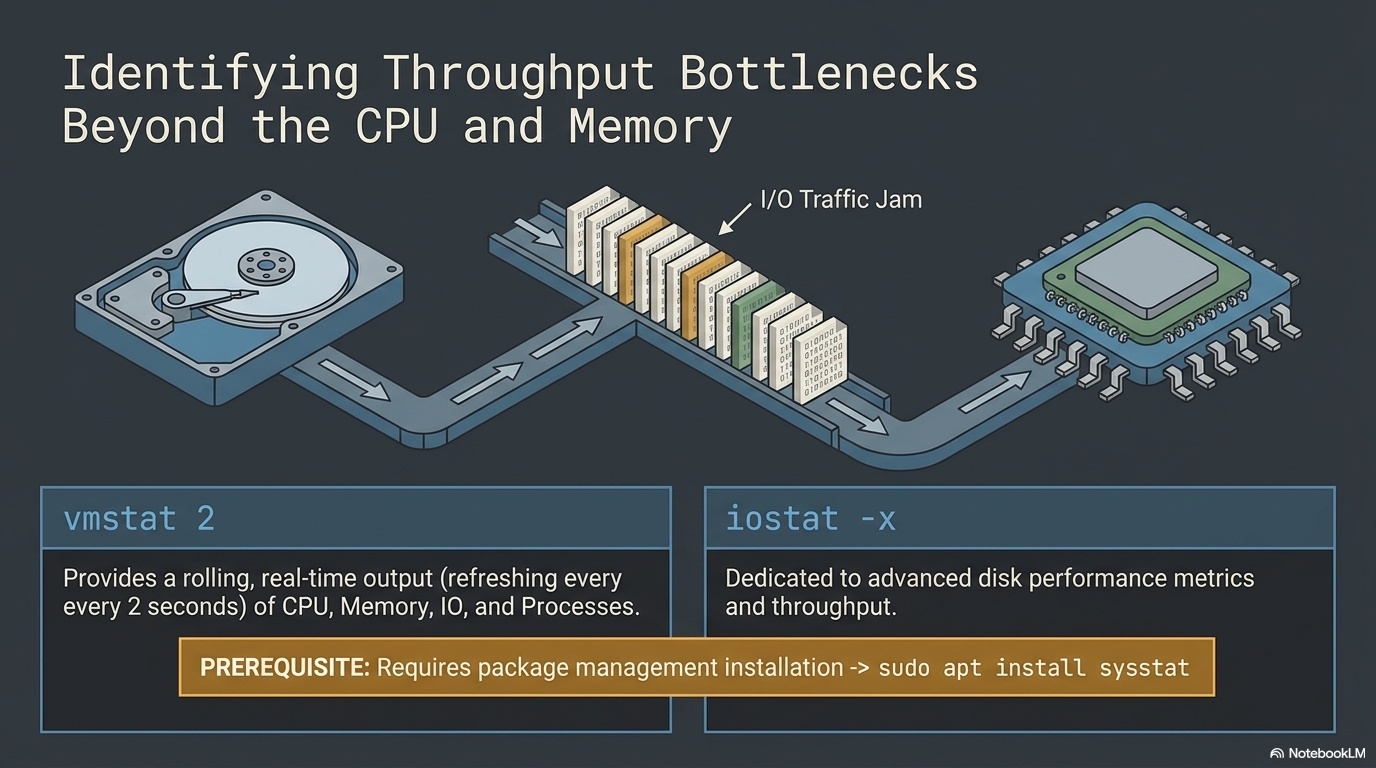 Identifying Throughput Bottlenecks
Beyond the CPU and Memory
I/O Traffic Jam
vmstat 2
Provides a rolling, real-time output (refreshing every
every 2 seconds) of CPU, Memory, IO, and Processes.
iostat -x
Dedicated to advanced disk performance metrics
and throughput.
PREREQUISITE: Requires package management installation -> sudo apt install sysstat
NotebookLM